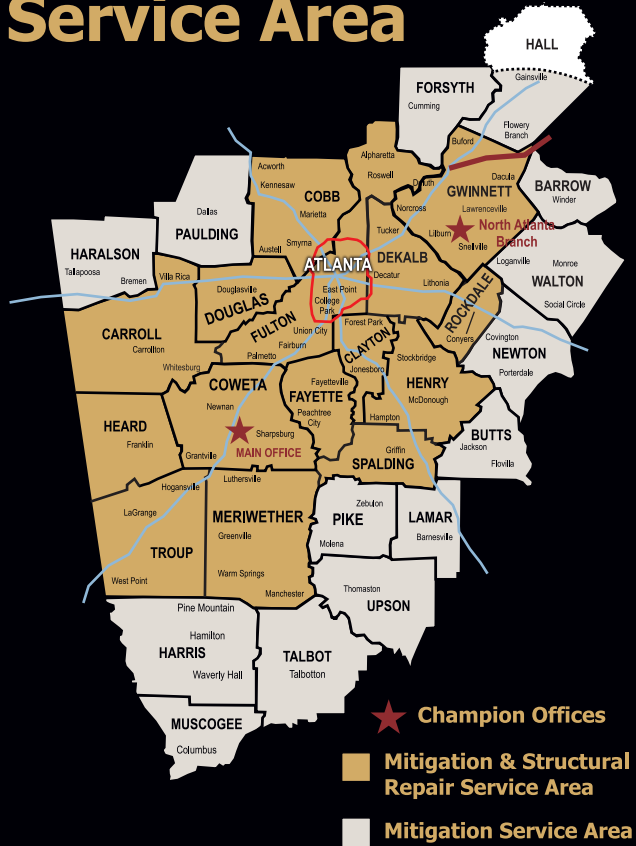 Service Area
HALL
Gainsville
FORSYTH
Cumming
Flowery
Branch
Buford
Alpharetta
Roswell
Duluth
Dacula
GWINNETT
BARROW
Winder
Acworth
Kennesaw
COBB
Marietta
Norcross
Lawrenceville
Dallas
PAULDING
Tucker
Lilburn
North Atlanta
Branch
Snellville
Smyrna
Austell
HARALSON
Tallapoosa
Bremen
ATLANTA
DEKALB
Decatur
Loganville
Monroe
WALTON
Social Circle
Villa Rica
Douglasville
DOUGLAS
East Point
College
Park
Lithonia
ROCKDALE
Conyers
CARROLL
Carrollton
FULTON
Union City
Forest Park
CLAYTON
Fairburn
Palmetto
Stockbridge
Covington
NEWTON
Porterdale
Whitesburg
COWETA
Newnan
Jonesboro
Fayetteville
FAYETTE
Peachtree
City
HENRY
McDonough
Hampton
HEARD
Franklin
Sharpsburg
MAIN OFFICE
Grantville
Griffin
SPALDING
BUTTS
Jackson
Flovilla
Hogansville
Luthersville
LaGrange
MERIWETHER
Greenville
Zebulon
PIKE
Molena
LAMAR
Barnesville
TROUP
West Point
Warm Springs
Manchester
Thomaston
UPSON
Pine Mountain
Hamilton
HARRIS
Waverly Hall
TALBOT
Talbotton
MUSCOGEE
Columbus
Champion Offices
Mitigation & Structural
Repair Service Area
Mitigation Service Area